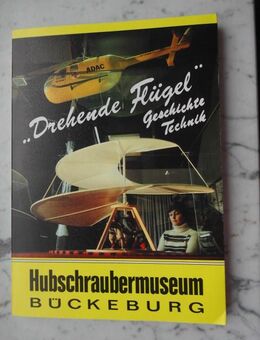 ADAC
„Drehende Flügel"
Geschichte
Technik
Hubschraubermuseum
BÜCKEBURG